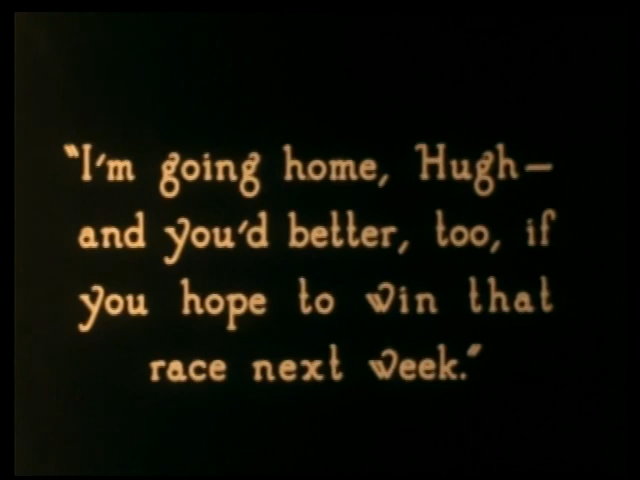 "I'm going home, Hugh—
and you'd better, too, if
you hope to win that
race next week."